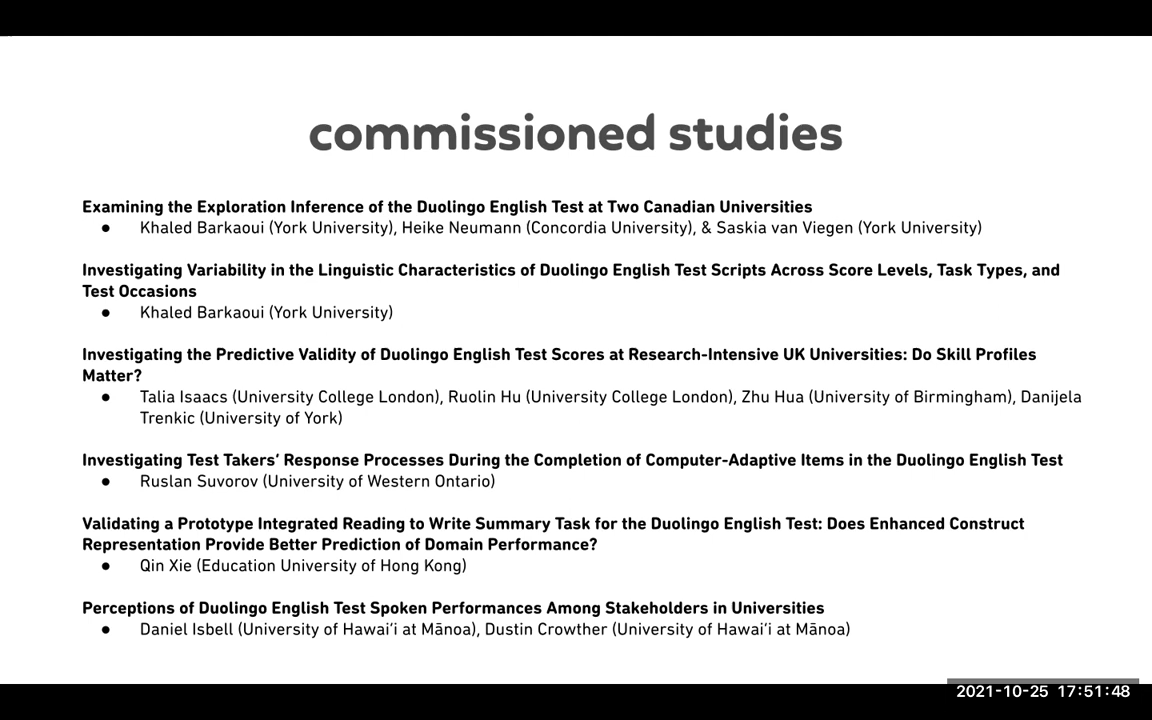 commissioned studies
Examining the Exploration Inference of the Duolingo English Test at Two Canadian Universities
● Khaled Barkaoui (York University), Heike Neumann (Concordia University), & Saskia van Viegen (York University)
Investigating Variability in the Linguistic Characteristics of Duolingo English Test Scripts Across Score Levels, Task Types, and
Test Occasions
● Khaled Barkaoui (York University)
Investigating the Predictive Validity of Duolingo English Test Scores at Research-Intensive UK Universities: Do Skill Profiles
Matter?
● Talia Isaacs (University College London), Ruolin Hu (University College London), Zhu Hua (University of Birmingham), Danijela
Trenkic (University of York)
Investigating Test Takers’ Response Processes During the Completion of Computer-Adaptive Items in the Duolingo English Test
● Ruslan Suvorov (University of Western Ontario)
Validating a Prototype Integrated Reading to Write Summary Task for the Duolingo English Test: Does Enhanced Construct
Representation Provide Better Prediction of Domain Performance?
● Qin Xie (Education University of Hong Kong)
Perceptions of Duolingo English Test Spoken Performances Among Stakeholders in Universities
● Daniel Isbell (University of Hawai‘i at Mānoa), Dustin Crowther (University of Hawai‘i at Mānoa)
2021-10-25 17:51:48